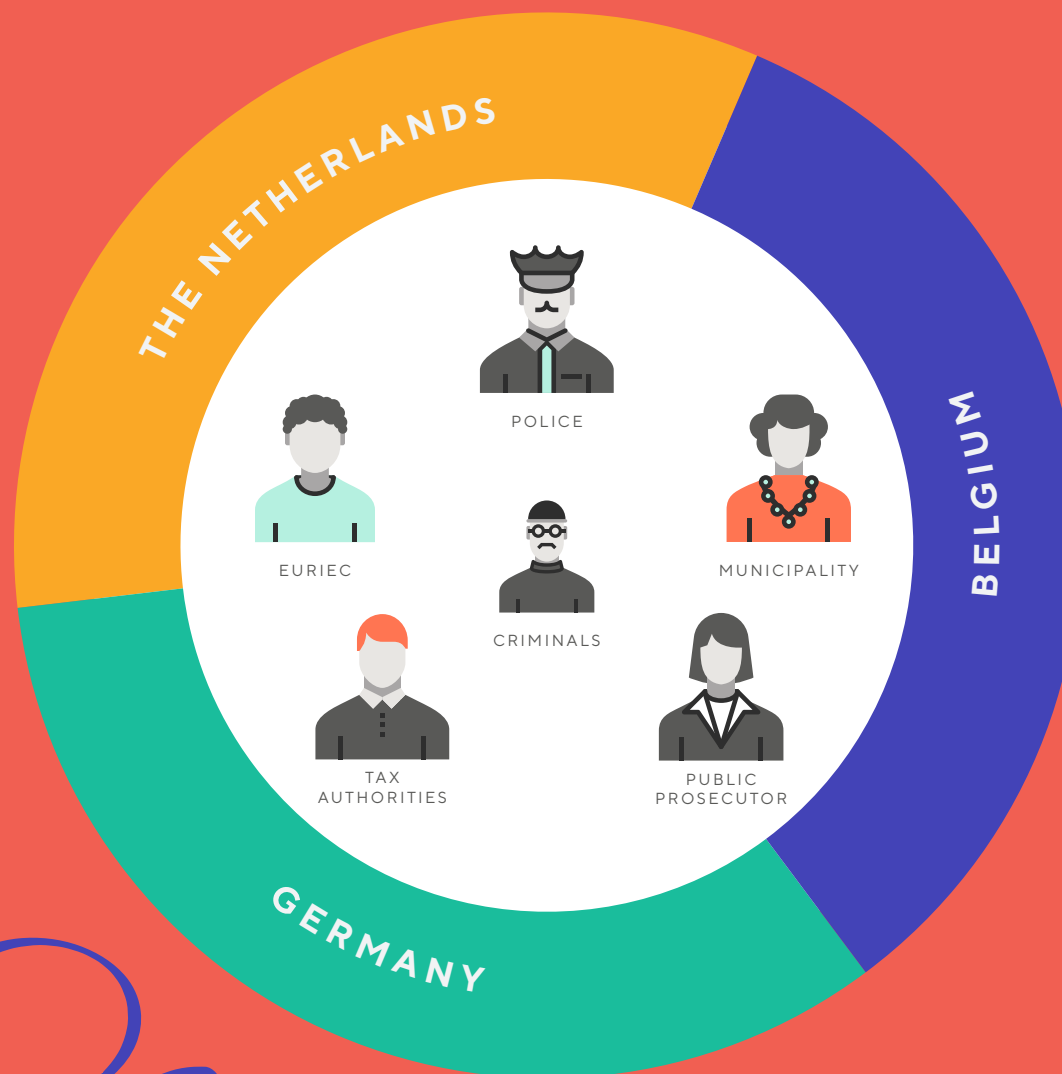 THE NETHERLANDS
BELGIUM
POLICE
EURIEC
MUNICIPALITY
CRIMINALS
TAX
AUTHORITIES
PUBLIC
PROSECUTOR
GERMANY